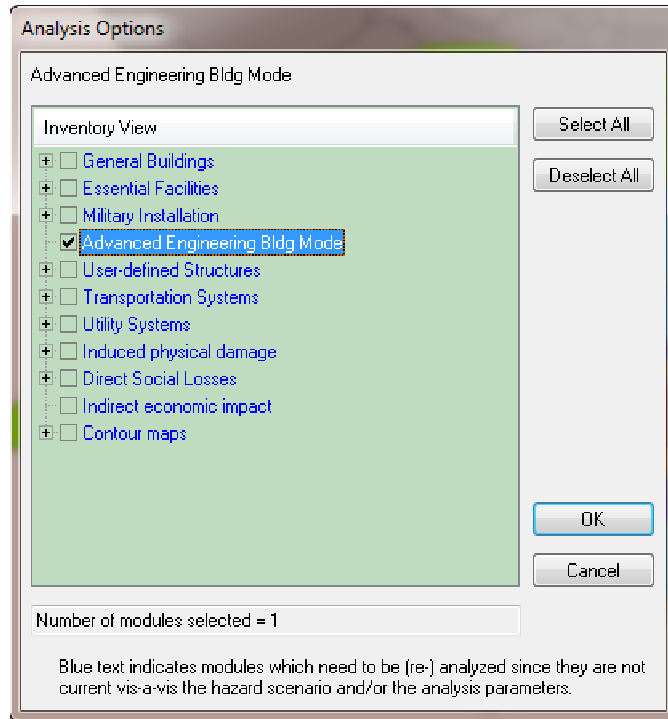 Analysis Options
Advanced Engineering Bldg Mode
Inventory View
General Buildings
Essential Facilities
Military Installation
Advanced Engineering Bldg Mode
User-defined Structures
Transportation Systems
Utility Systems
Induced physical damage
Direct Social Losses
Indirect economic impact
Contour maps
Select All
Deselect All
OK
Cancel
Number of modules selected = 1
Blue text indicates modules which need to be (re-) analyzed since they are not
current vis-a-vis the hazard scenario and/or the analysis parameters.